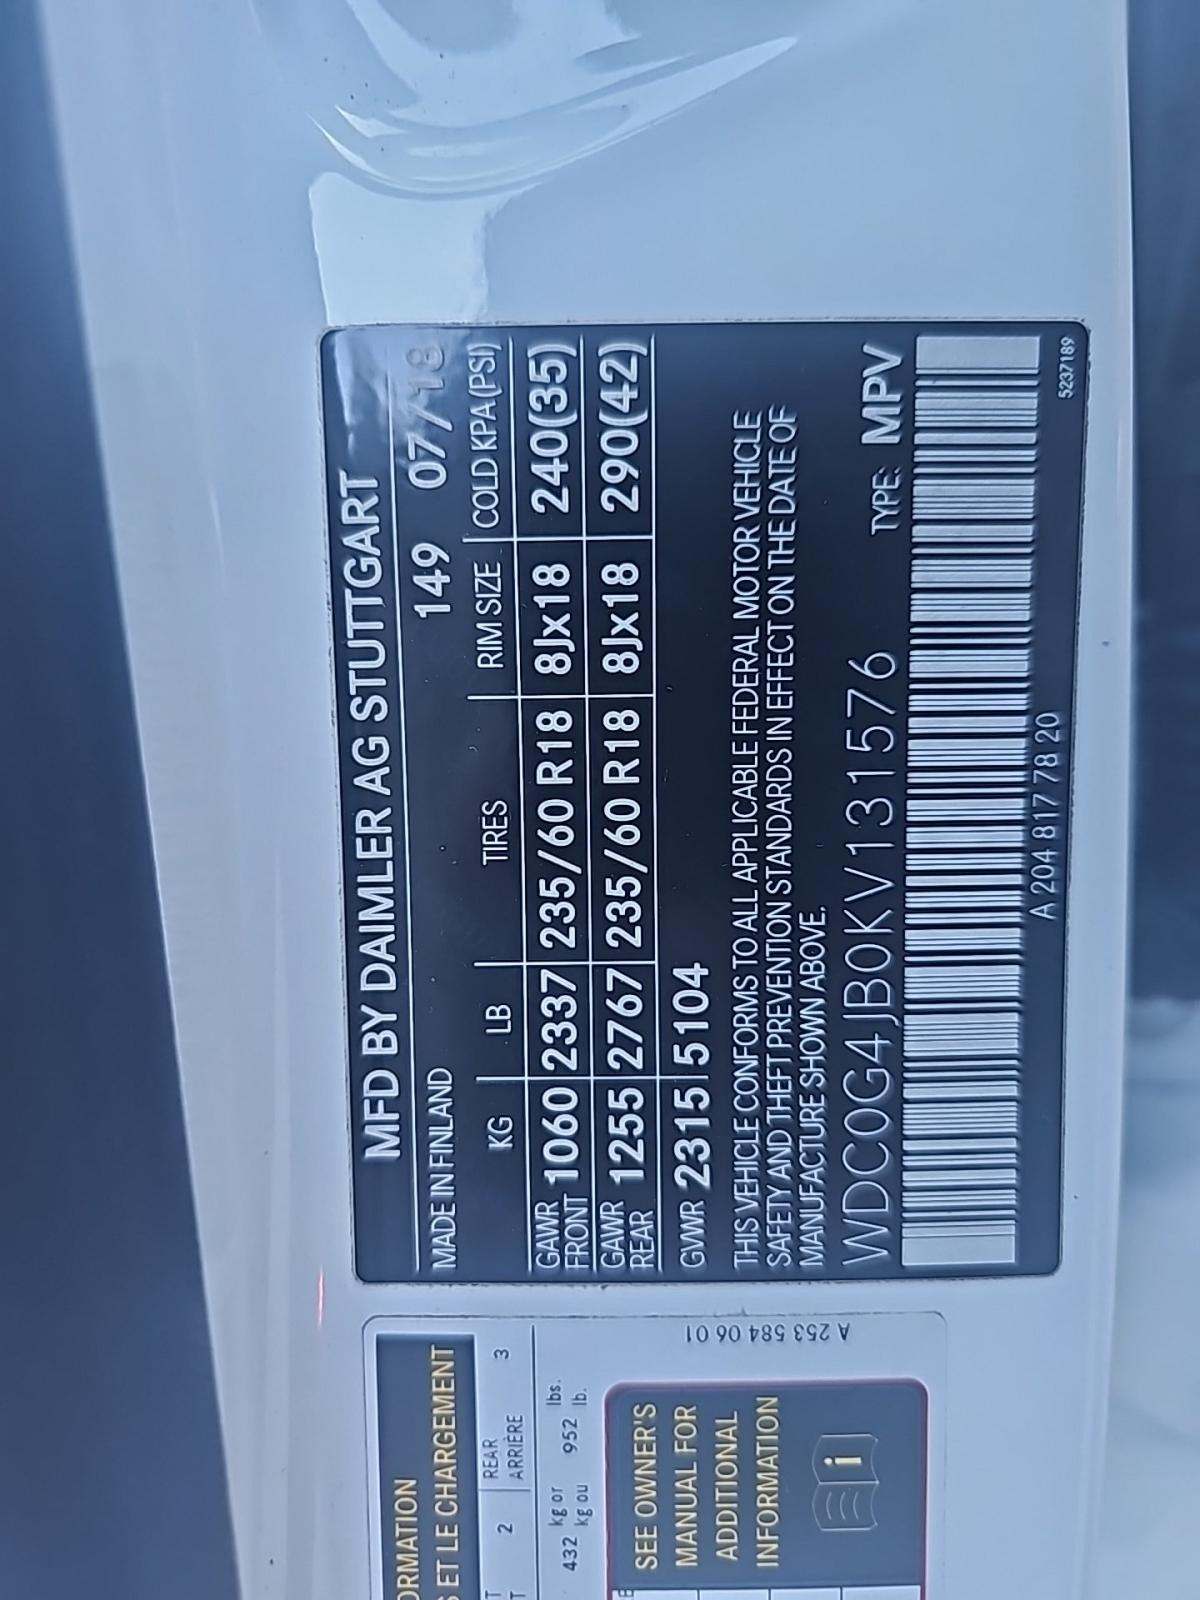 MFD BY DAIMLER AG STUTTGART
MADE IN FINLAND 149 07/18
KG LB TIRES RIM SIZE COLD KPA(PSI)
GAWR FRONT 1060 2337 235/60 R18 8Jx18 240(35)
GAWR REAR 1255 2767 235/60 R18 8Jx18 290(42)
GVWR 2315 5104
THIS VEHICLE CONFORMS TO ALL APPLICABLE FEDERAL MOTOR VEHICLE
SAFETY AND THEFT PREVENTION STANDARDS IN EFFECT ON THE DATE OF
MANUFACTURE SHOWN ABOVE.
WDC0G4JB0KV131576 TYPE: MPV
A 204 817 78 20
5237189
ORMATION
S ET LE CHARGEMENT
2 REAR 3
ARRIÈRE
432 kg or 952 lbs.
kg ou lb.
SEE OWNER'S
MANUAL FOR
ADDITIONAL
INFORMATION
i
A 253 584 06 01